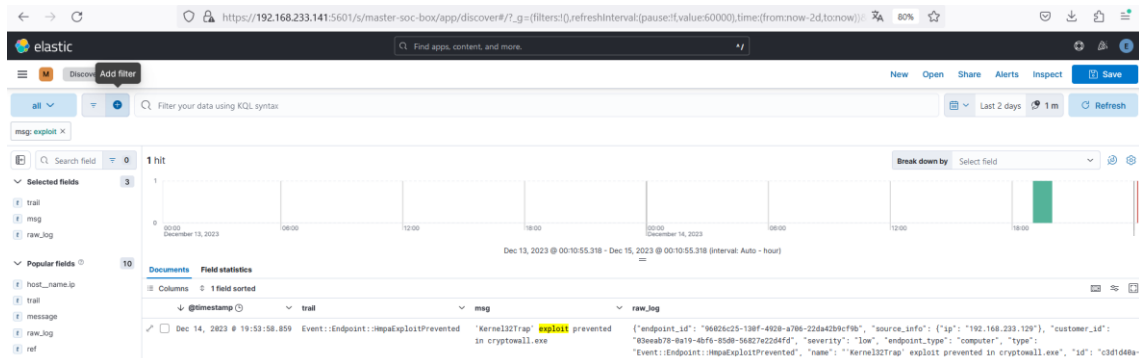 https://192.168.233.141:5601/s/master-soc-box/app/discover#/?_g=(filters:!(),refreshInterval:(pause:!f,value:60000),time:(from:now-2d,to:now))
80%
elastic
Find apps, content, and more.
^/
E
M
Discov
Add filter
New Open Share Alerts Inspect Save
all
Filter your data using KQL syntax
Last 2 days
1 m
Refresh
msg: exploit ×
Search field
0
1 hit
Break down by Select field
Selected fields 3
trail
msg
raw_log
Popular fields 10
host__name.ip
trail
message
raw_log
ref
1
0
00:00 06:00 12:00 18:00 00:00 06:00 12:00 18:00
December 13, 2023 December 14, 2023
Dec 13, 2023 @ 00:10:55.318 - Dec 15, 2023 @ 00:10:55.318 (interval: Auto - hour)
Documents Field statistics
Columns 1 field sorted
@timestamp trail msg raw_log
Dec 14, 2023 @ 19:53:58.859 Event::Endpoint::HmpaExploitPrevented 'Kernel32Trap' exploit prevented {"endpoint_id": "96026c25-130f-4920-a706-22da42b9cf9b", "source_info": {"ip": "192.168.233.129"}, "customer_id":
in cryptowall.exe "03eeab78-0a19-4bf6-85d0-56827e22d4fd", "severity": "low", "endpoint_type": "computer", "type":
"Event::Endpoint::HmpaExploitPrevented", "name": "'Kernel32Trap' exploit prevented in cryptowall.exe", "id": "c3d1d40a-